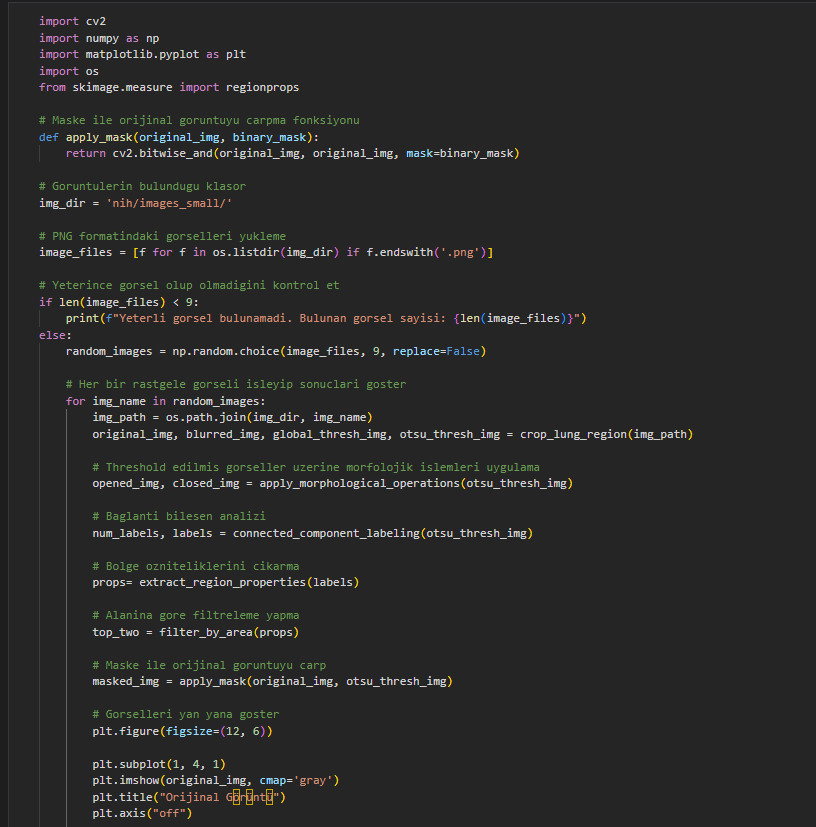 import cv2
import numpy as np
import matplotlib.pyplot as plt
import os
from skimage.measure import regionprops
# Maske ile orijinal goruntuyu carpma fonksiyonu
def apply_mask(original_img, binary_mask):
    return cv2.bitwise_and(original_img, original_img, mask=binary_mask)
# Goruntulerin bulundugu klasor
img_dir = 'nih/images_small/'
# PNG formatindaki gorselleri yukleme
image_files = [f for f in os.listdir(img_dir) if f.endswith('.png')]
# Yeterince gorsel olup olmadigini kontrol et
if len(image_files) < 9:
    print(f"Yeterli gorsel bulunamadi. Bulunan gorsel sayisi: {len(image_files)}")
else:
    random_images = np.random.choice(image_files, 9, replace=False)
    # Her bir rastgele gorseli isleyip sonuclari goster
    for img_name in random_images:
        img_path = os.path.join(img_dir, img_name)
        original_img, blurred_img, global_thresh_img, otsu_thresh_img = crop_lung_region(img_path)
        # Threshold edilmis gorseller uzerine morfolojik islemleri uygulama
        opened_img, closed_img = apply_morphological_operations(otsu_thresh_img)
        # Baglanti bilesen analizi
        num_labels, labels = connected_component_labeling(otsu_thresh_img)
        # Bolge ozniteliklerini cikarma
        props= extract_region_properties(labels)
        # Alanina gore filtreleme yapma
        top_two = filter_by_area(props)
        # Maske ile orijinal goruntuyu carp
        masked_img = apply_mask(original_img, otsu_thresh_img)
        # Gorselleri yan yana goster
        plt.figure(figsize=(12, 6))
        plt.subplot(1, 4, 1)
        plt.imshow(original_img, cmap='gray')
        plt.title("Orijinal Görüntü")
        plt.axis("off")